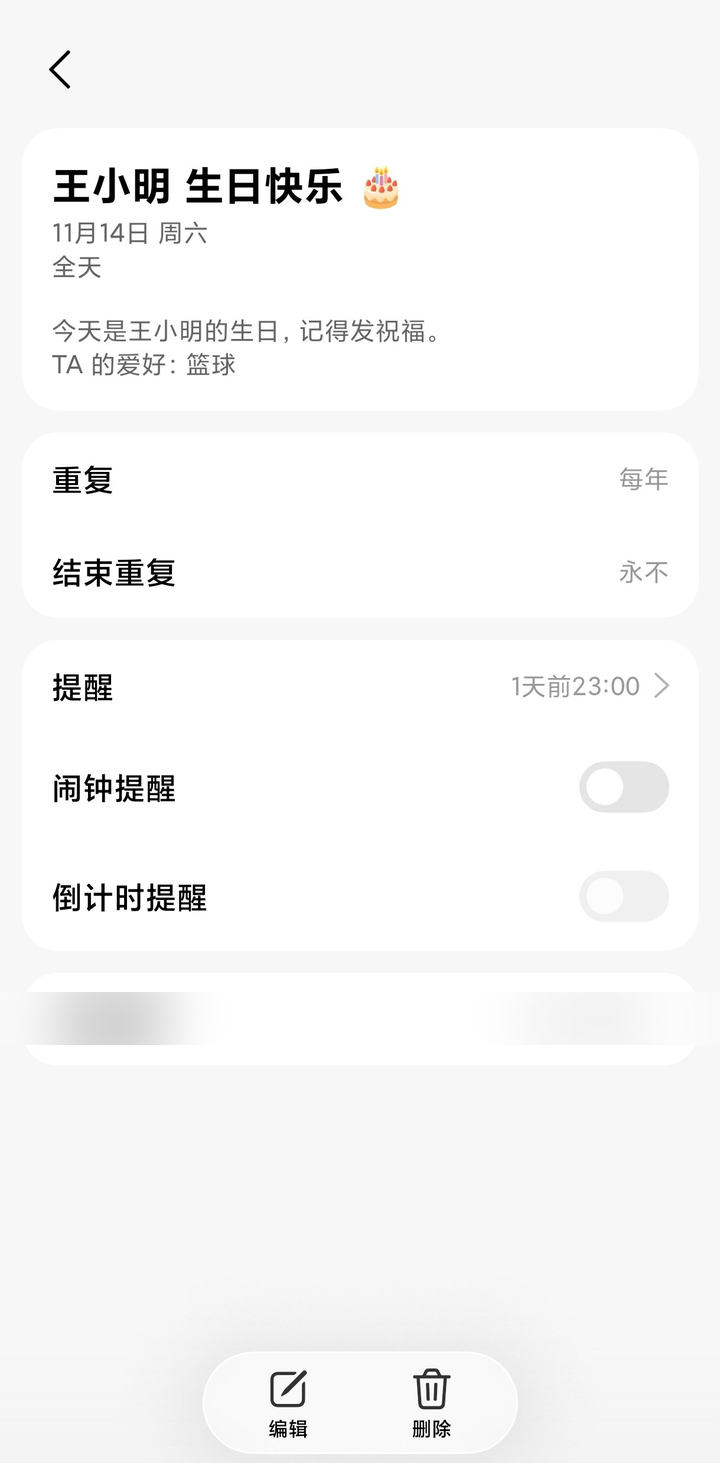 王小明 生日快乐 🎂
11月14日 周六
全天
今天是王小明的生日，记得发祝福。
TA 的爱好：篮球
重复 每年
结束重复 永不
提醒 1天前23:00
闹钟提醒
倒计时提醒
编辑 删除